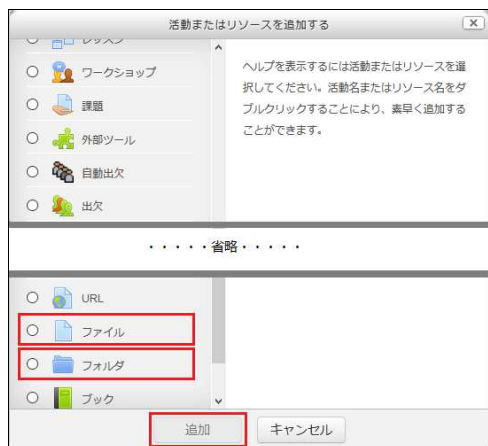 活動またはリソースを追加する
レッスン
ワークショップ
課題
外部ツール
自動出欠
出欠
ヘルプを表示するには活動またはリソースを選
択してください。活動名またはリソース名をダ
ブルクリックすることにより、素早く追加する
ことができます。
・・・・・省略・・・・・
URL
ファイル
フォルダ
ブック
追加
キャンセル